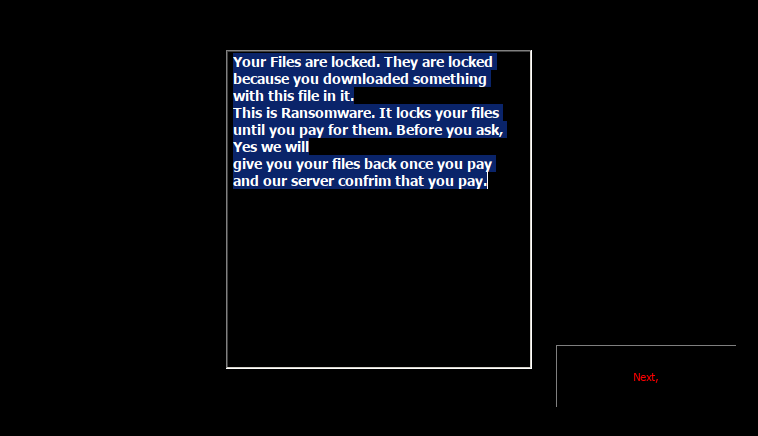 Your Files are locked. They are locked
because you downloaded something
with this file in it.
This is Ransomware. It locks your files
until you pay for them. Before you ask,
Yes we will
give you your files back once you pay
and our server confrim that you pay.
Next,